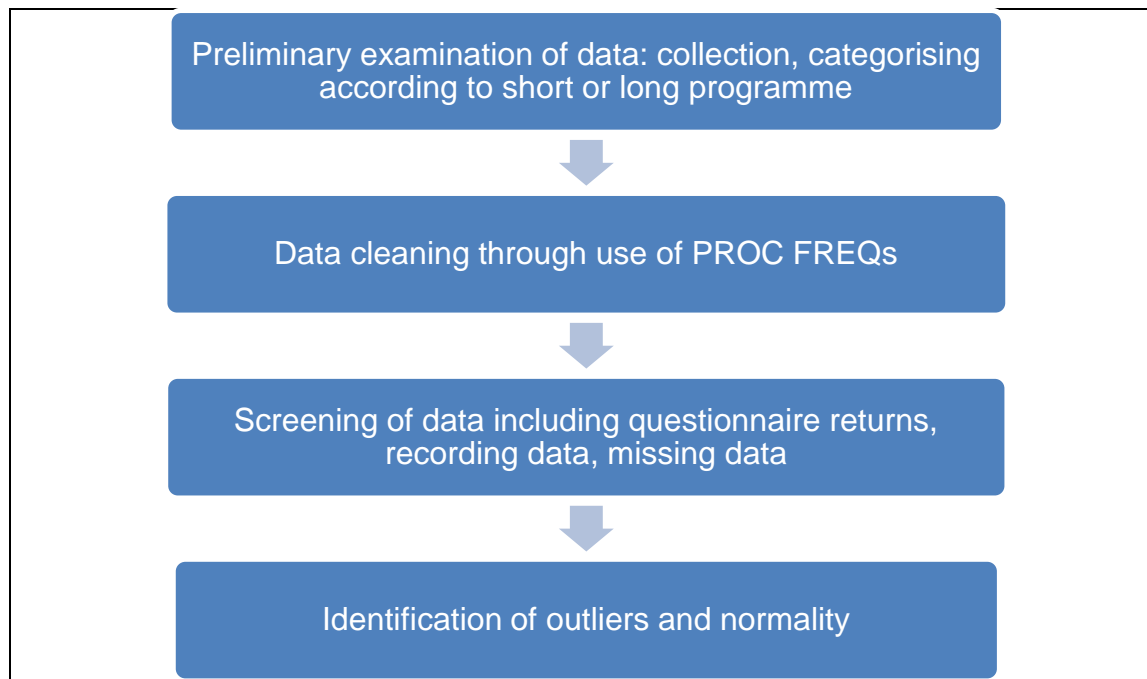 Preliminary examination of data: collection, categorising
according to short or long programme
Data cleaning through use of PROC FREQs
Screening of data including questionnaire returns,
recording data, missing data
Identification of outliers and normality